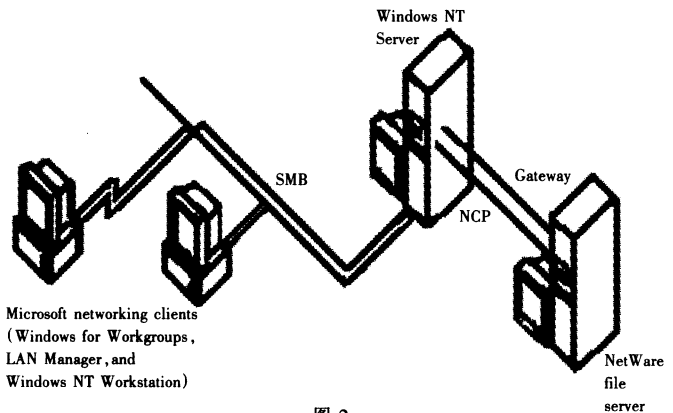 Windows NT
Server
SMB
Gateway
NCP
Microsoft networking clients
(Windows for Workgroups,
LAN Manager,and
Windows NT Workstation)
NetWare
file
server
图 2